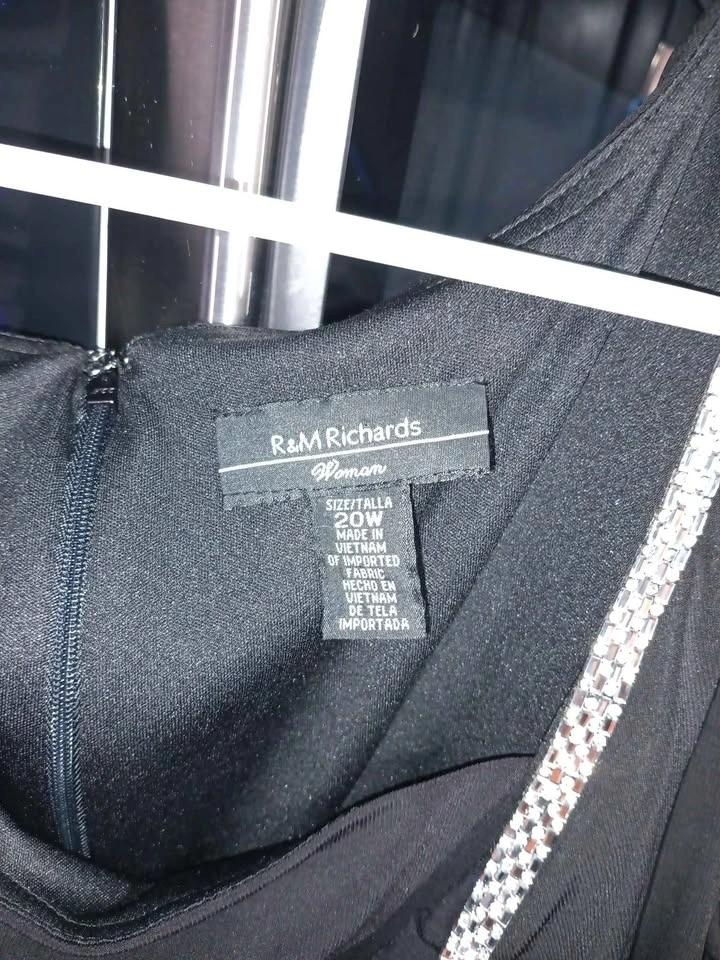 R&M Richards
Woman
SIZE/TALLA
20W
MADE IN
VIETNAM
OF IMPORTED
FABRIC
HECHO EN
VIETNAM
DE TELA
IMPORTADA